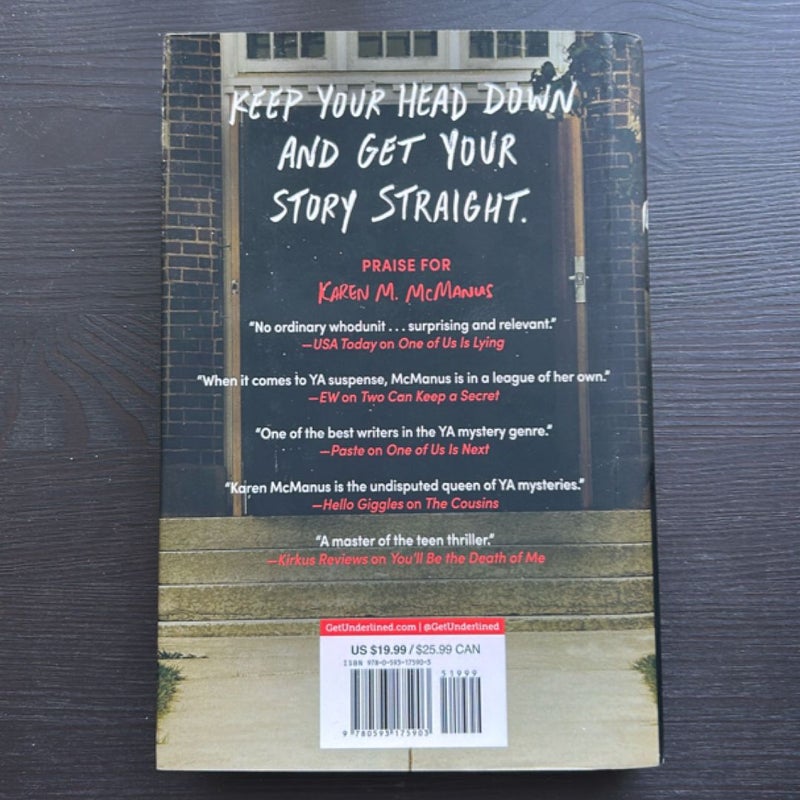 KEEP YOUR HEAD DOWN
AND GET YOUR
STORY STRAIGHT.
PRAISE FOR
KAREN M. McMANUS
“No ordinary whodunit . . . surprising and relevant.”
—USA Today on One of Us Is Lying
“When it comes to YA suspense, McManus is in a league of her own.”
—EW on Two Can Keep a Secret
“One of the best writers in the YA mystery genre.”
—Paste on One of Us Is Next
“Karen McManus is the undisputed queen of YA mysteries.”
—Hello Giggles on The Cousins
“A master of the teen thriller.”
—Kirkus Reviews on You’ll Be the Death of Me
GetUnderlined.com | @GetUnderlined
US $19.99 / $25.99 CAN
ISBN 978-0-593-17590-3
51999
9 780593 175903